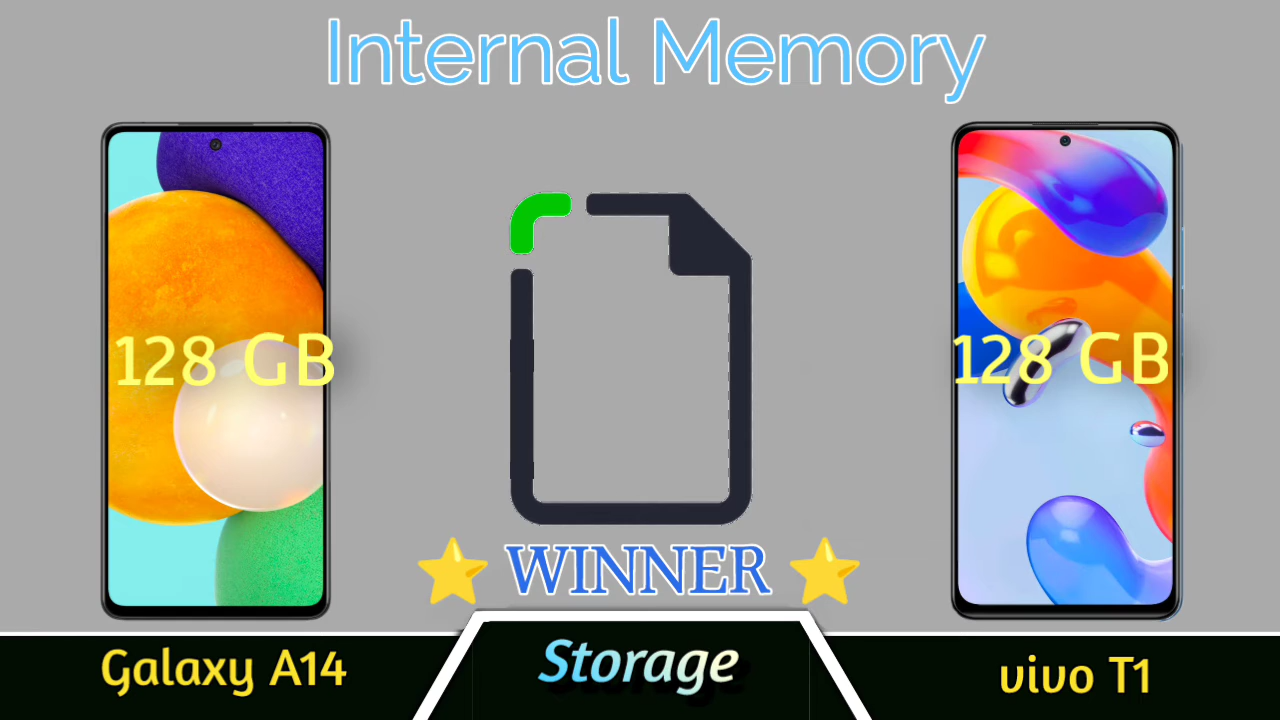 Internal Memory
128 GB
128 GB
WINNER
Galaxy A14
Storage
vivo T1